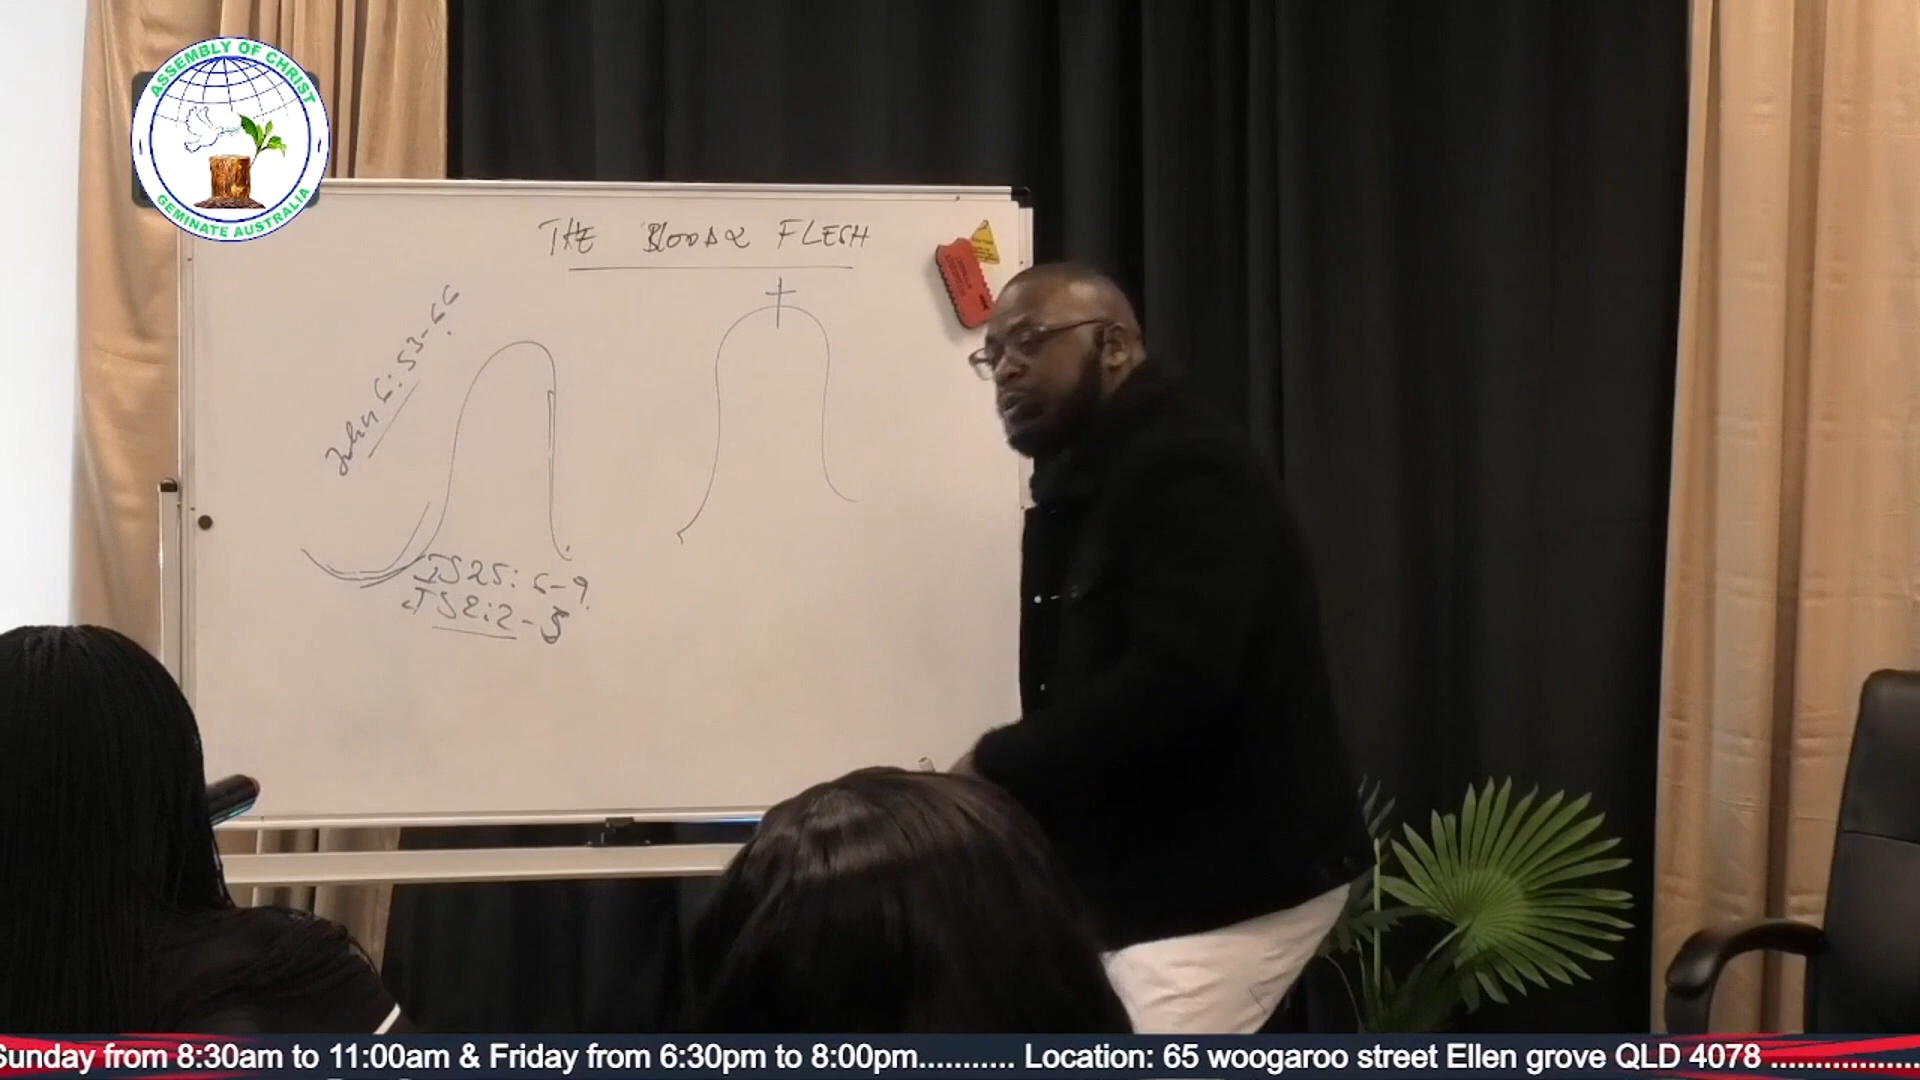 ASSEMBLY OF CHRIST
GEMINATE AUSTRALIA
THE BLOOD & FLESH
John 6:53-66
IS 25:6-9
IS 2:2-5
Sunday from 8:30am to 11:00am & Friday from 6:30pm to 8:00pm........... Location: 65 woogaroo street Ellen grove QLD 4078 ..................